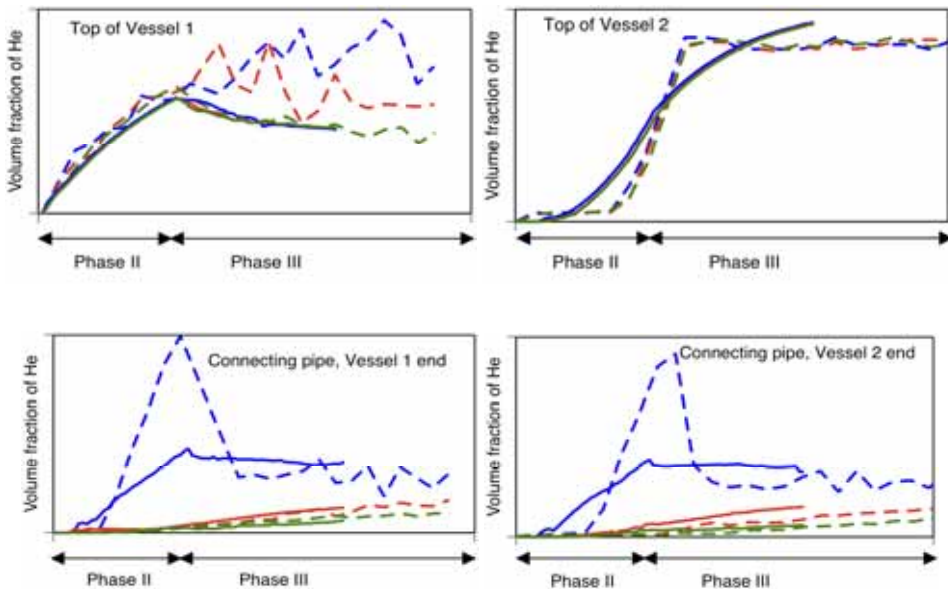 Top of Vessel 1
Volume fraction of He
Phase II
Phase III
Top of Vessel 2
Volume fraction of He
Phase II
Phase III
Connecting pipe, Vessel 1 end
Volume fraction of He
Phase II
Phase III
Connecting pipe, Vessel 2 end
Volume fraction of He
Phase II
Phase III